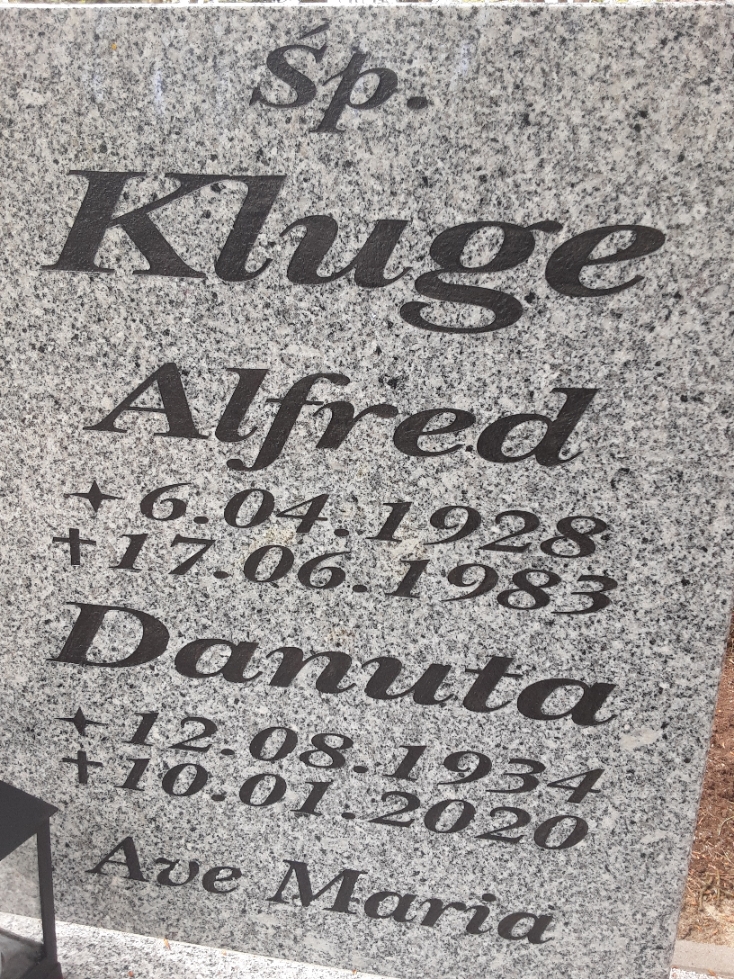 śp.
Kluge
Alfred
✦ 6.04.1928
+17.06.1983
Danuta
✦ 12.08.1934
+10.01.2020
Ave Maria